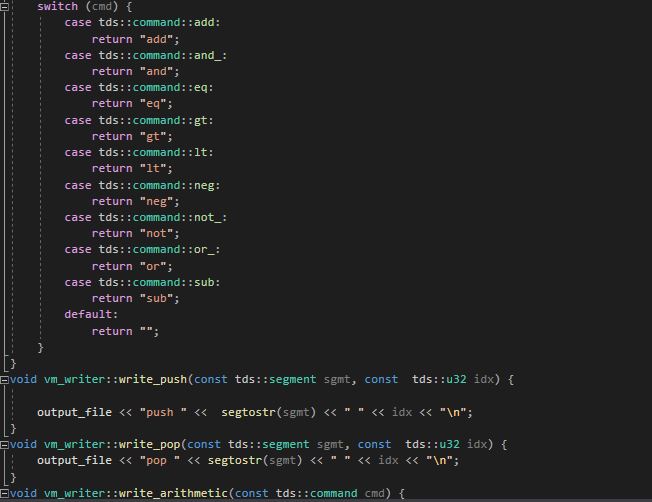 switch (cmd) {
case tds::command::add:
return "add";
case tds::command::and_:
return "and";
case tds::command::eq:
return "eq";
case tds::command::gt:
return "gt";
case tds::command::lt:
return "lt";
case tds::command::neg:
return "neg";
case tds::command::not_:
return "not";
case tds::command::or_:
return "or";
case tds::command::sub:
return "sub";
default:
return "";
}
}
void vm_writer::write_push(const tds::segment sgmt, const  tds::u32 idx) {
output_file << "push " <<  segtostr(sgmt) << " " << idx << "\n";
}
void vm_writer::write_pop(const tds::segment sgmt, const  tds::u32 idx) {
output_file << "pop " << segtostr(sgmt) << " " << idx << "\n";
}
void vm_writer::write_arithmetic(const tds::command cmd) {